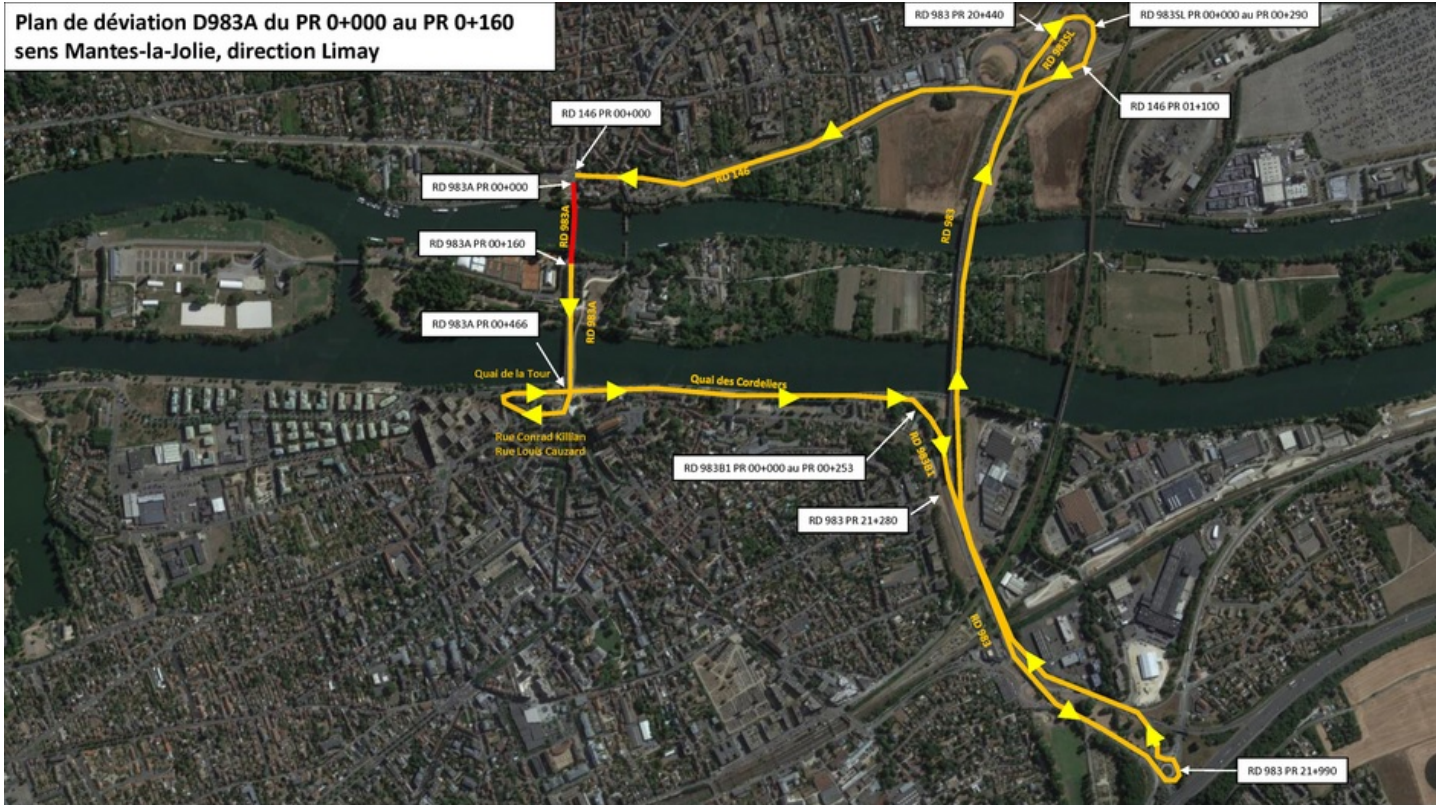 Plan de déviation D983A du PR 0+000 au PR 0+160
sens Mantes-la-Jolie, direction Limay
RD 983 PR 20+440
RD 983SL PR 00+000 au PR 00+290
RD 983SL
RD 146 PR 01+100
RD 146 PR 00+000
RD 146
RD 983A PR 00+000
RD 983A
RD 983
RD 983A PR 00+160
RD 983A
RD 983A PR 00+466
Quai de la Tour
Quai des Cordeliers
Rue Conrad Killian
Rue Louis Cauzard
RD 983B1
RD 983B1 PR 00+000 au PR 00+253
RD 983 PR 21+280
RD 983
RD 983 PR 21+990